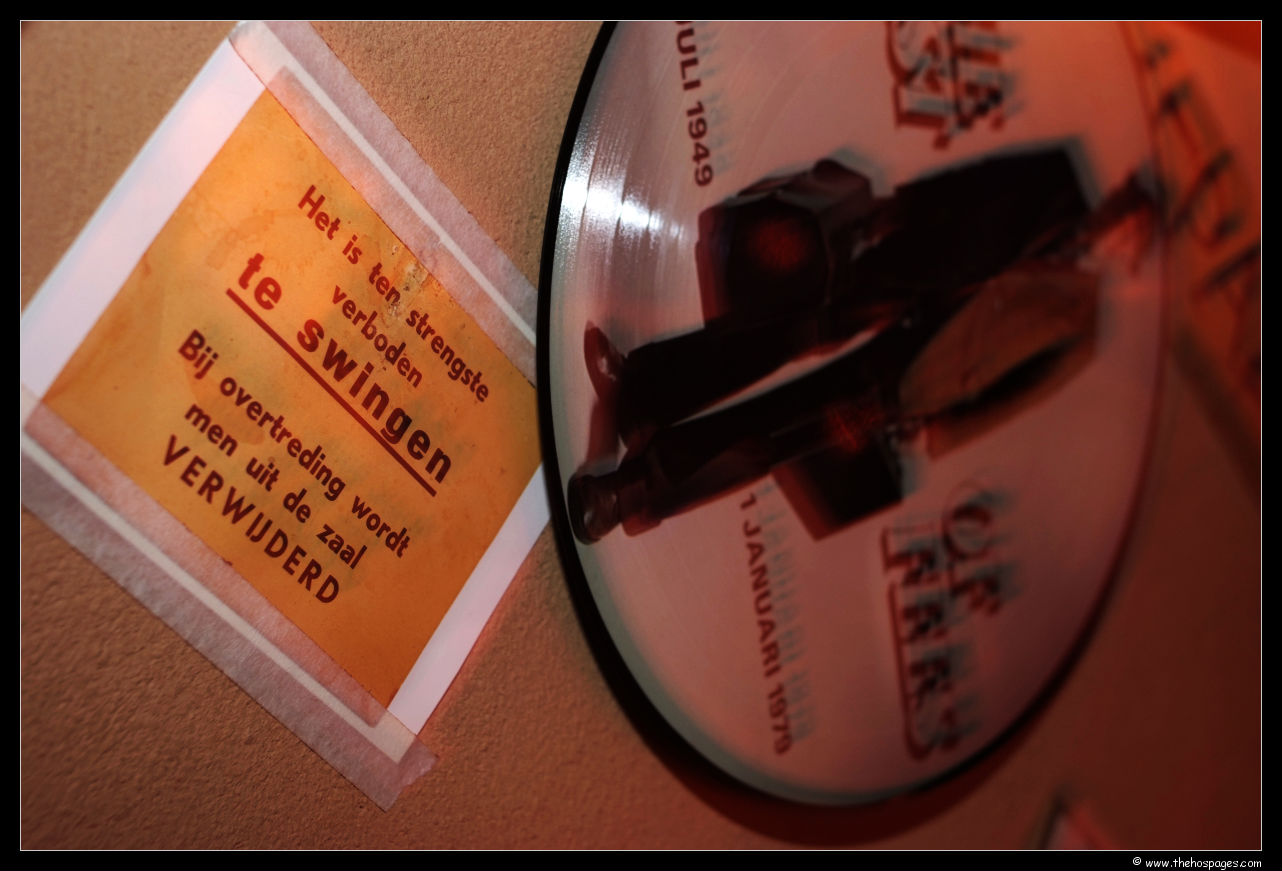 Het is ten strengste
verboden
te swingen
Bij overtreding wordt
men uit de zaal
VERWIJDERD
JULI 1949
1 JANUARI 1979
© www.thehospages.com